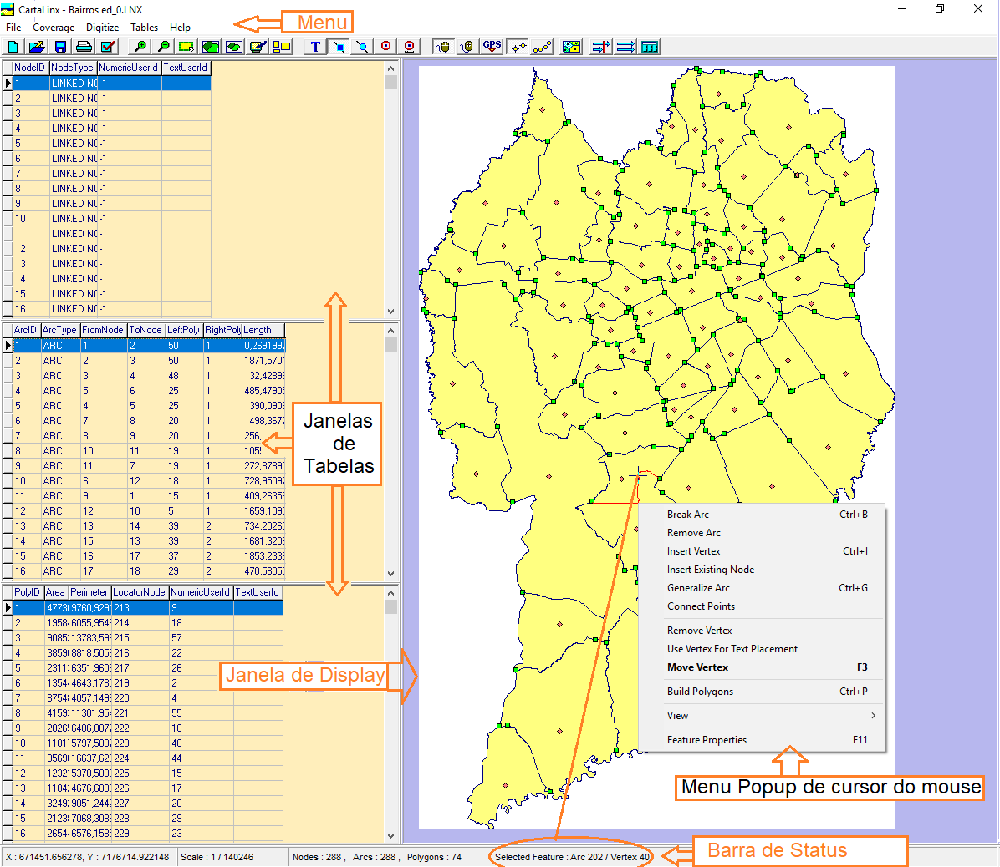 CartaLinx - Bairros ed_0.LNX
File Coverage Digitize Tables Help
Menu
T GPS
NodeID NodeType NumericUserId TextUserId
1 LINKED NO -1
2 LINKED NO -1
3 LINKED NO -1
4 LINKED NO -1
5 LINKED NO -1
6 LINKED NO -1
7 LINKED NO -1
8 LINKED NO -1
9 LINKED NO -1
10 LINKED NO -1
11 LINKED NO -1
12 LINKED NO -1
13 LINKED NO -1
14 LINKED NO -1
15 LINKED NO -1
16 LINKED NO -1
ArcID ArcType FromNode ToNode LeftPoly RightPoly Length
1 ARC 1 2 50 1 0,269199
2 ARC 2 3 50 1 1871,570
3 ARC 3 4 48 1 132,4289
4 ARC 5 6 25 1 485,4790
5 ARC 4 5 25 1 1390,090
6 ARC 7 8 20 1 1498,367
7 ARC 8 9 20 1 256,
8 ARC 10 11 19 1 105
9 ARC 11 7 19 1 272,8789
10 ARC 6 12 18 1 728,9509
11 ARC 9 1 15 1 409,2635
12 ARC 12 10 5 1 1659,109
13 ARC 13 14 39 2 734,2026
14 ARC 15 13 39 2 1681,320
15 ARC 16 17 37 2 1853,233
16 ARC 17 18 29 2 470,5805
Janelas
de
Tabelas
PolyID Area Perimeter LocatorNode NumericUserId TextUserId
1 4773 9760,929 213 9
2 1958 6055,954 214 18
3 9085 13783,59 215 57
4 3859 8818,505 216 22
5 2311 6351,960 217 26
6 1354 4643,178 219 2
7 8754 4057,149 220 4
8 4159 11301,95 221 55
9 2026 6406,087 222 16
10 1181 5797,588 223 40
11 8569 16637,62 224 44
12 1232 5370,588 225 15
13 1184 4676,689 226 17
14 3249 9051,244 227 20
15 2123 7068,308 228 29
16 2654 6576,158 229 23
Janela de Display
Break Arc Ctrl+B
Remove Arc
Insert Vertex Ctrl+I
Insert Existing Node
Generalize Arc Ctrl+G
Connect Points
Remove Vertex
Use Vertex For Text Placement
Move Vertex F3
Build Polygons Ctrl+P
View
Feature Properties F11
Menu Popup de cursor do mouse
X : 671451.656278, Y : 7176714.922148 Scale : 1 / 140246 Nodes : 288 , Arcs : 288 , Polygons : 74 Selected Feature : Arc 202 / Vertex 40
Barra de Status